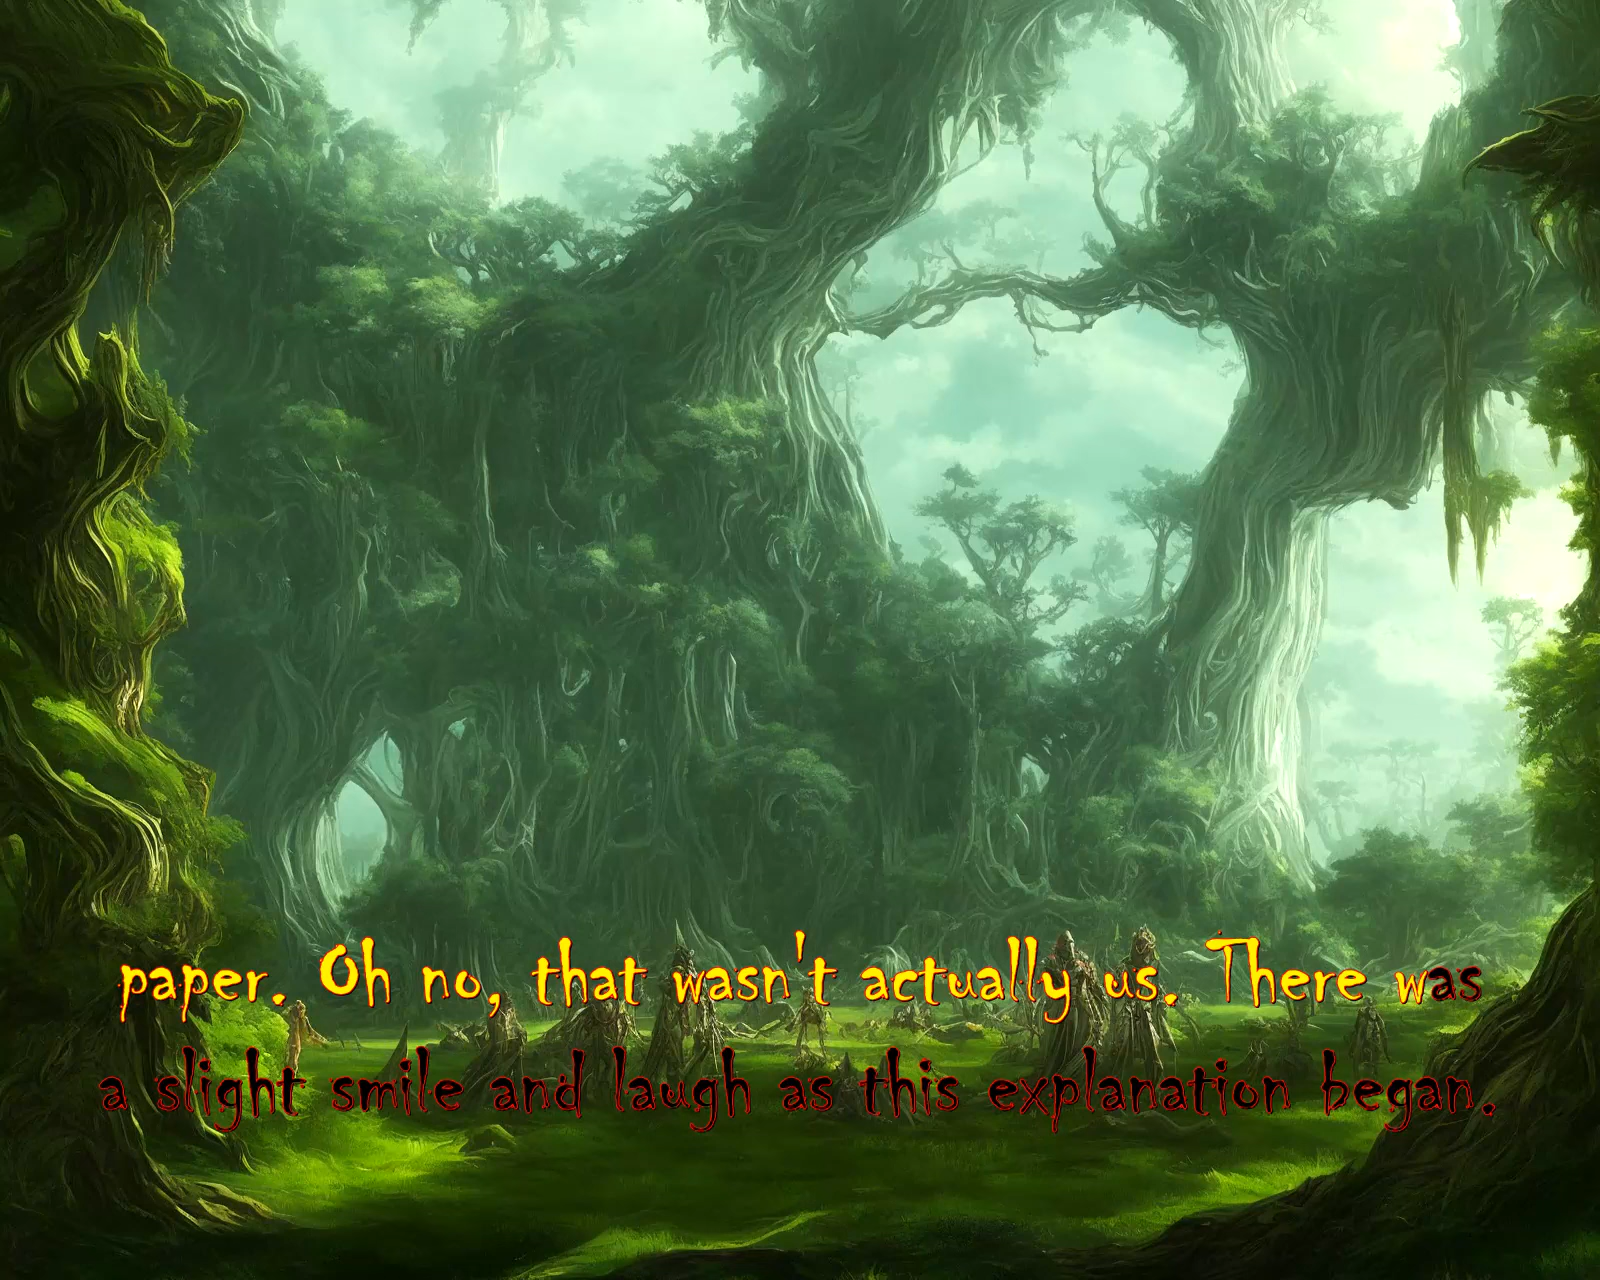 paper. Oh no, that wasn't actually us. There was
a slight smile and laugh as this explanation began.